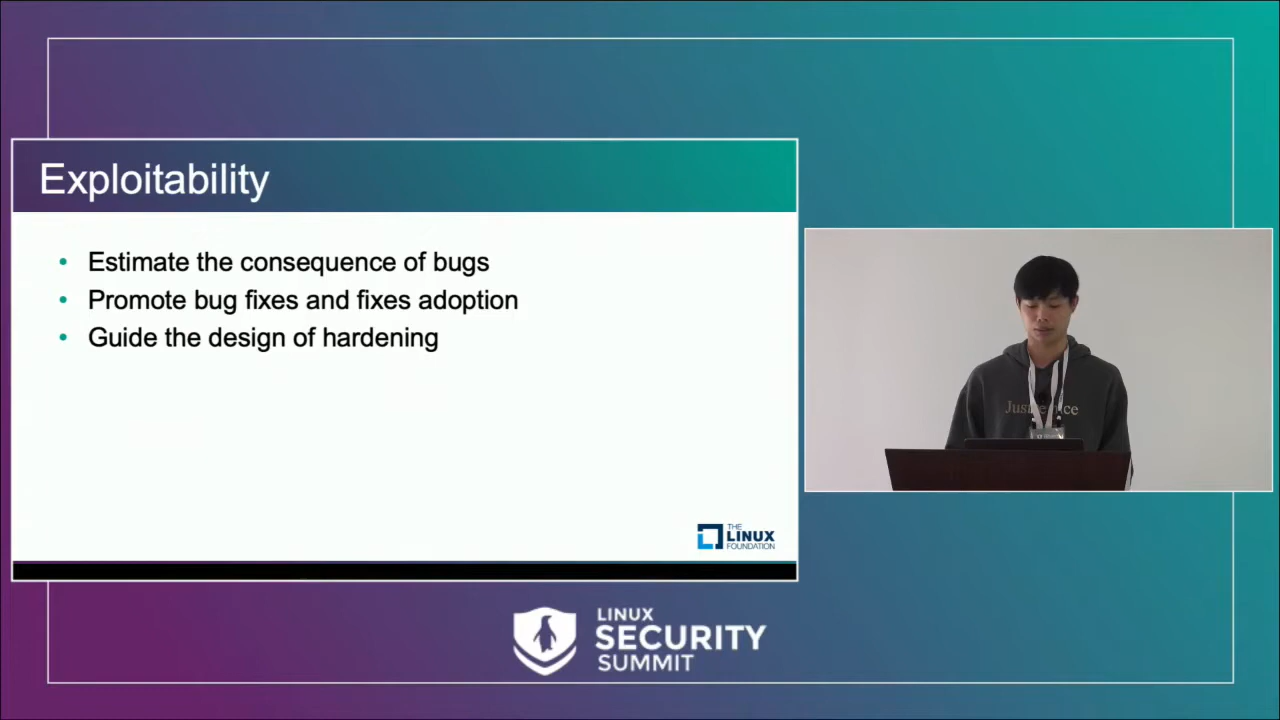 Exploitability
• Estimate the consequence of bugs
• Promote bug fixes and fixes adoption
• Guide the design of hardening
THE
LINUX
FOUNDATION
LINUX
SECURITY
SUMMIT